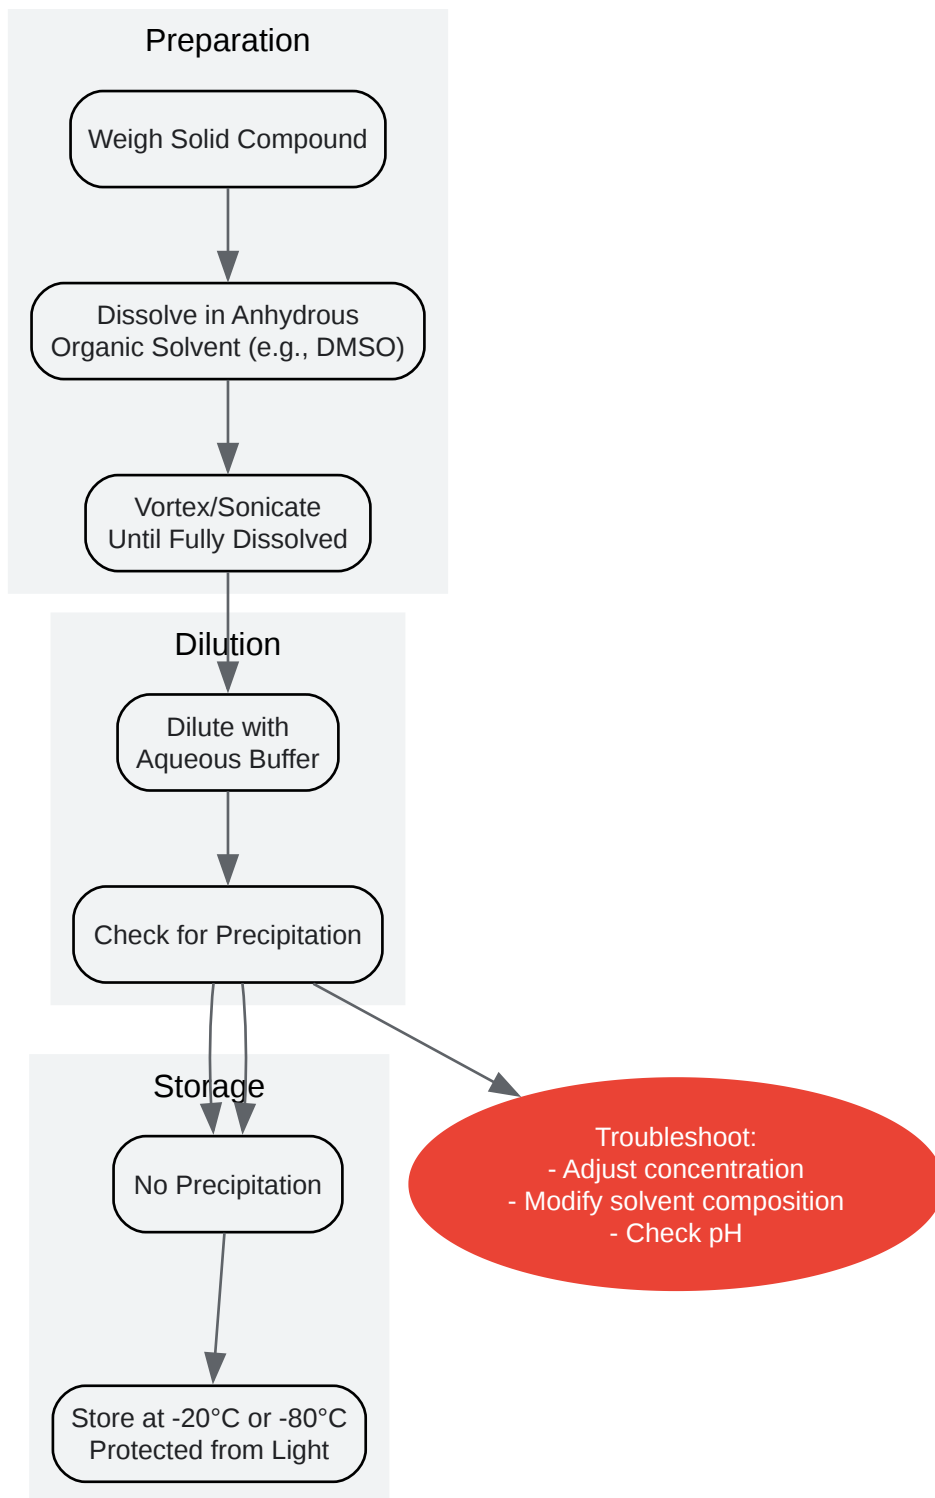 Preparation
Weigh Solid Compound
Dissolve in Anhydrous
Organic Solvent (e.g., DMSO)
Vortex/Sonicate
Until Fully Dissolved
Dilution
Dilute with
Aqueous Buffer
Check for Precipitation
Storage
No Precipitation
Troubleshoot:
- Adjust concentration
- Modify solvent composition
- Check pH
Store at -20°C or -80°C
Protected from Light